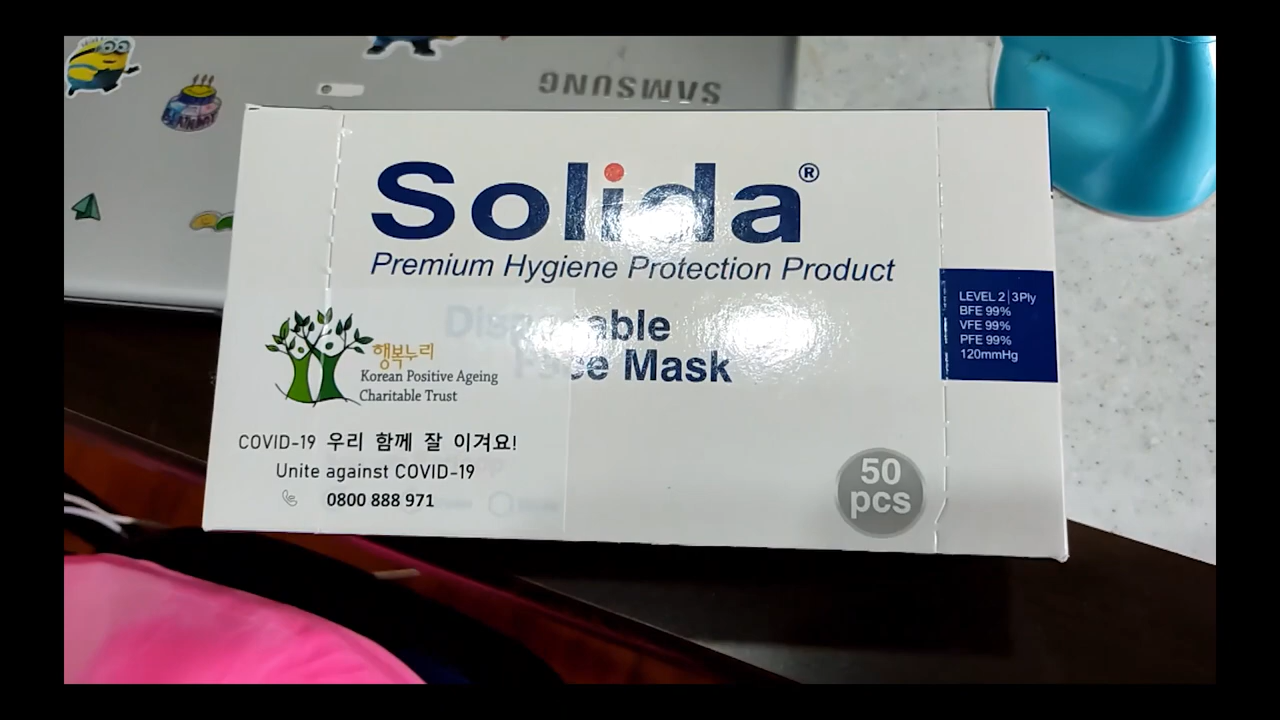 SAMSUNG
Solida®
Premium Hygiene Protection Product
Disposable
Face Mask
LEVEL 2 | 3Ply
BFE 99%
VFE 99%
PFE 99%
120mmHg
행복누리
Korean Positive Ageing
Charitable Trust
COVID-19 우리 함께 잘 이겨요!
Unite against COVID-19
0800 888 971
50
pcs